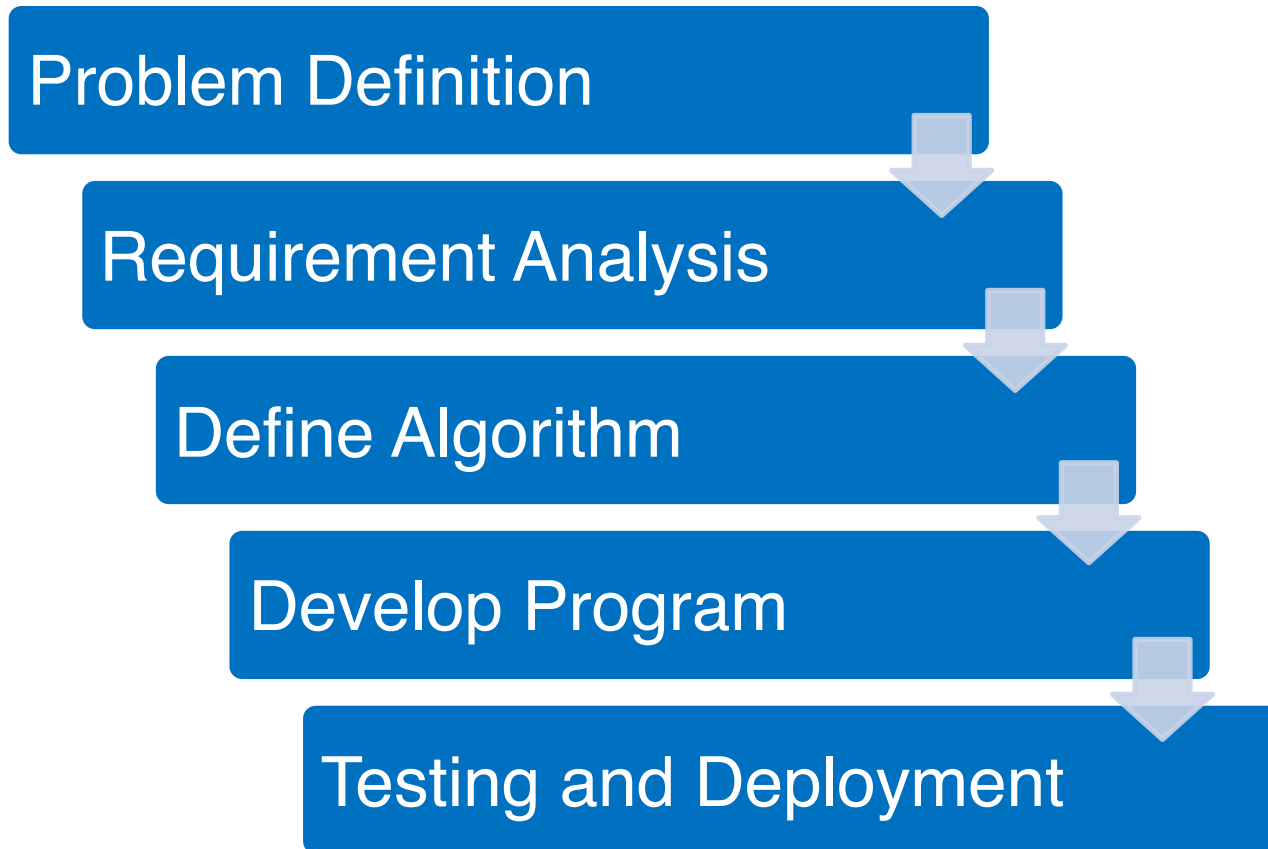 Problem Definition
Requirement Analysis
Define Algorithm
Develop Program
Testing and Deployment